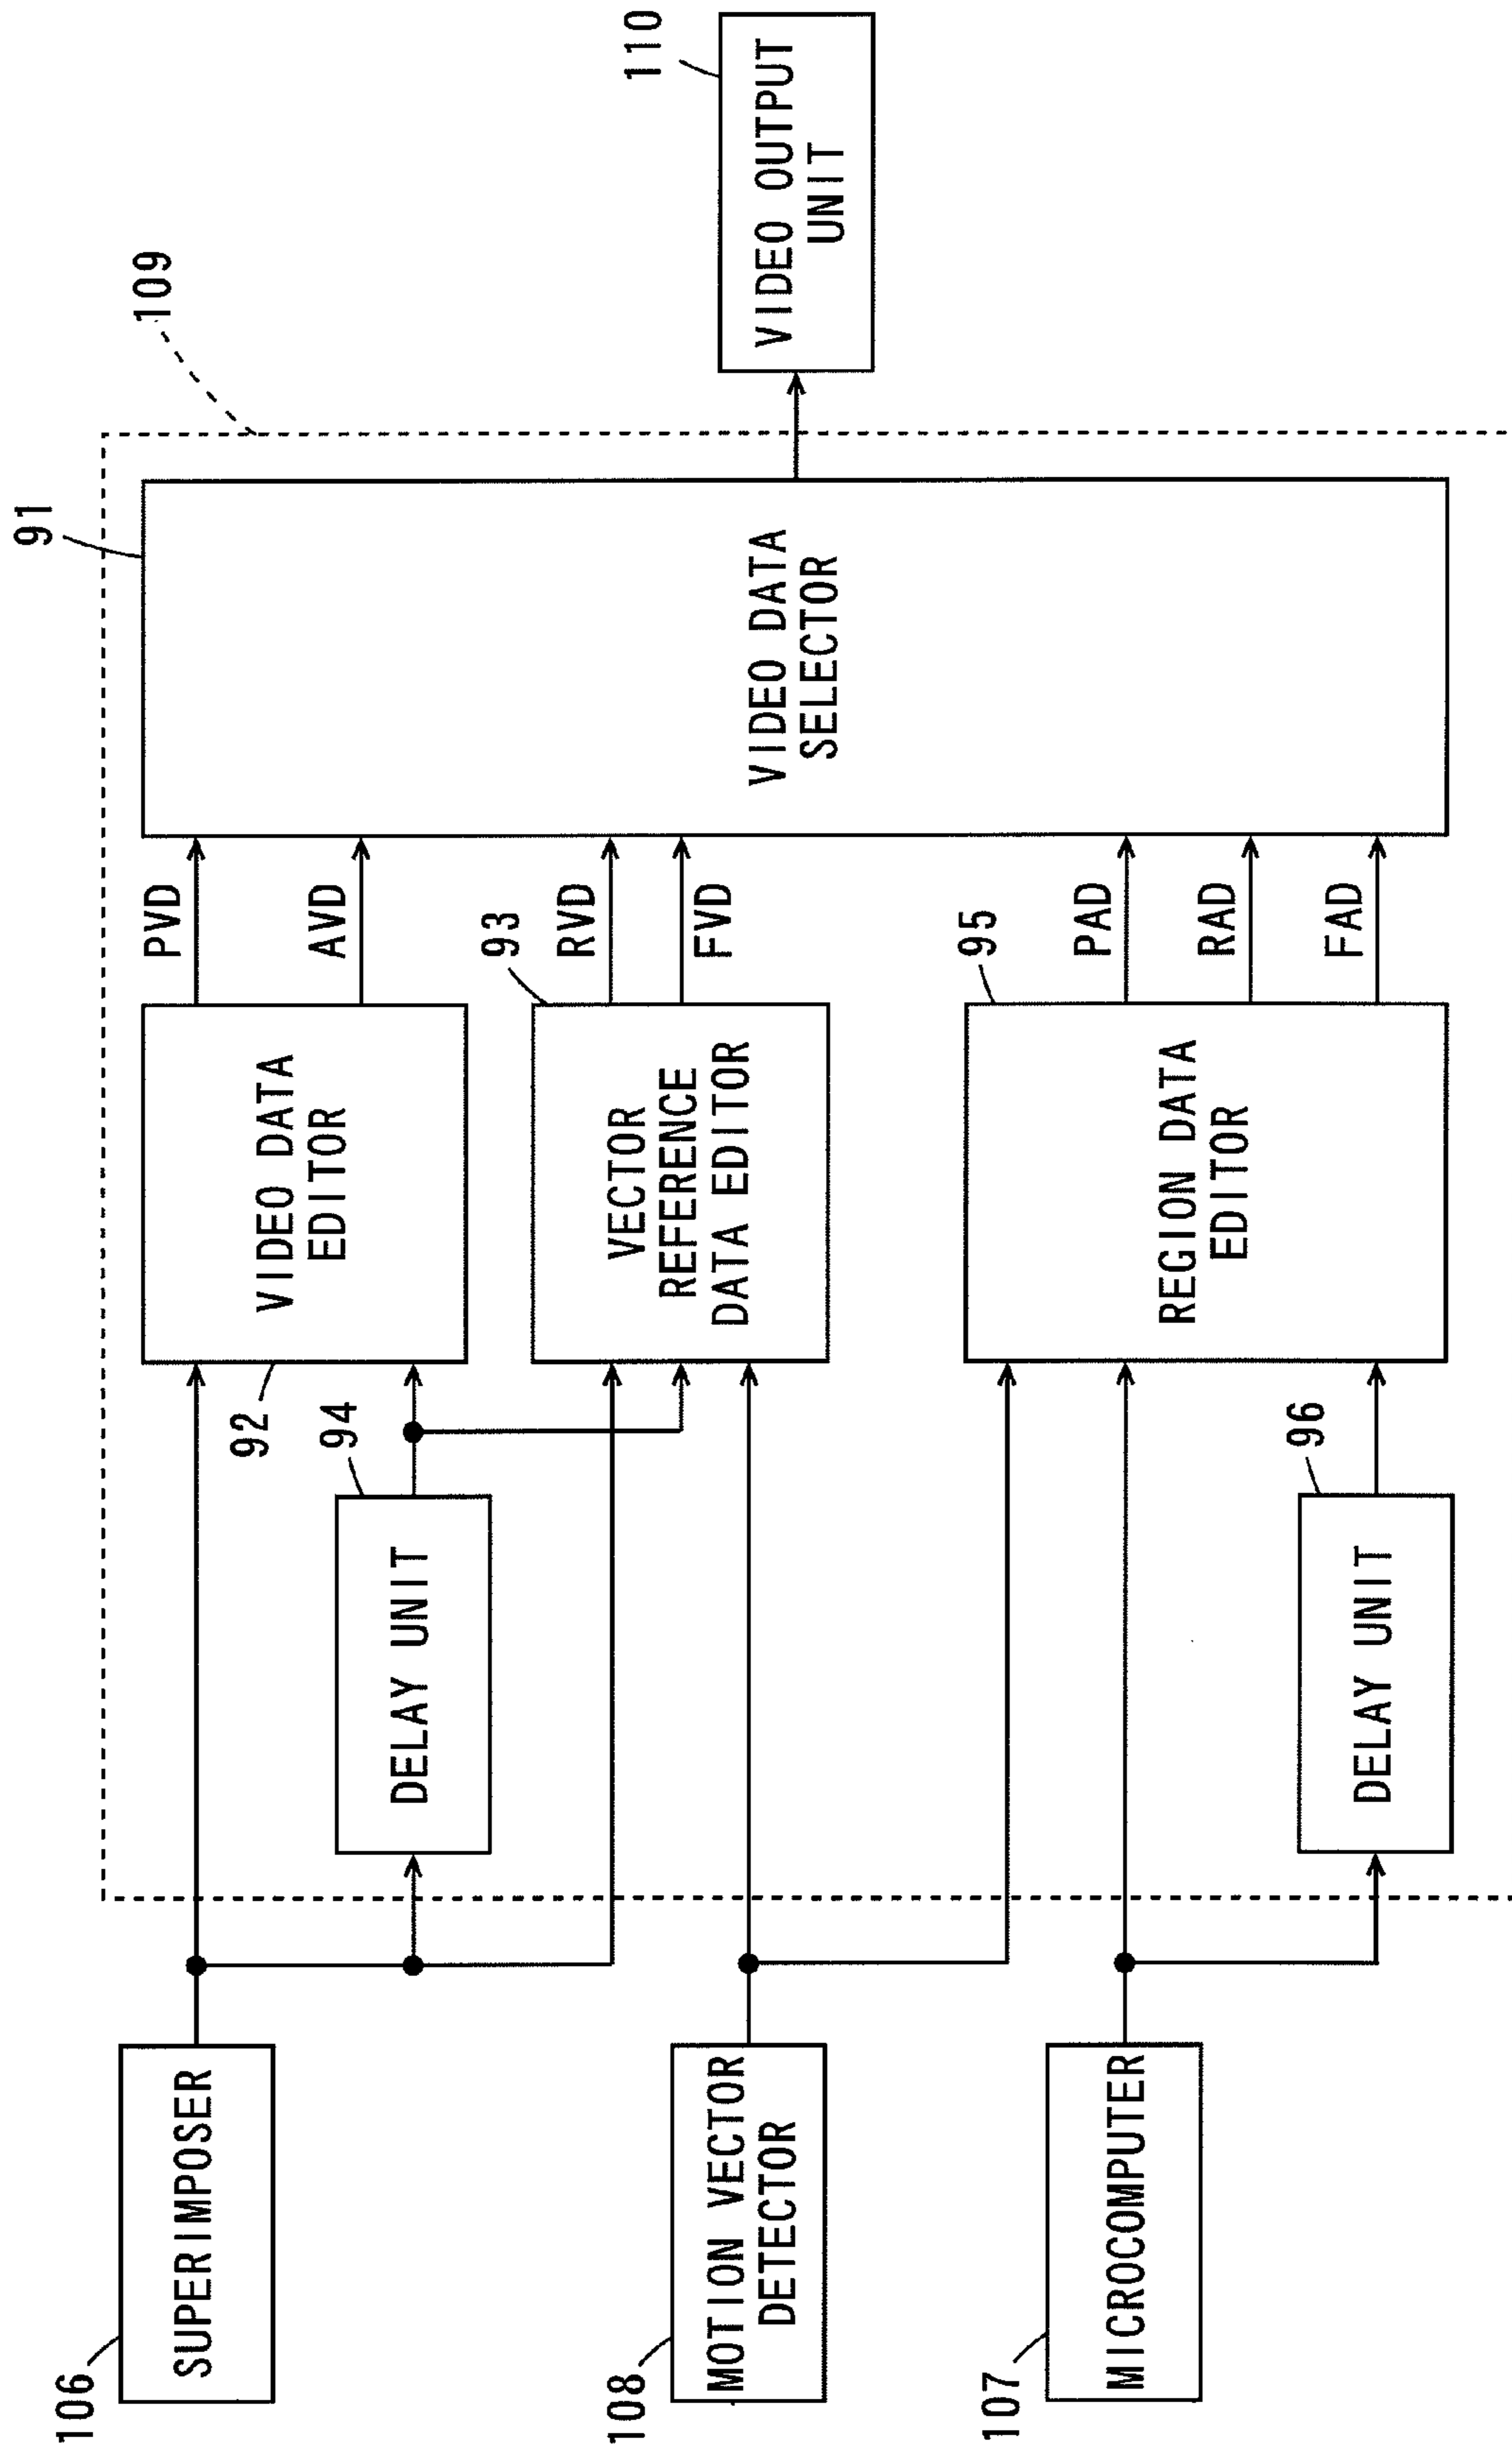 106
SUPERIMPOSER
108
MOTION VECTOR
DETECTOR
107
MICROCOMPUTER
94
DELAY UNIT
96
DELAY UNIT
92
VIDEO DATA
EDITOR
93
VECTOR
REFERENCE
DATA EDITOR
95
REGION DATA
EDITOR
PVD
AVD
RVD
FVD
PAD
RAD
FAD
91
VIDEO DATA
SELECTOR
109
110
VIDEO OUTPUT
UNIT